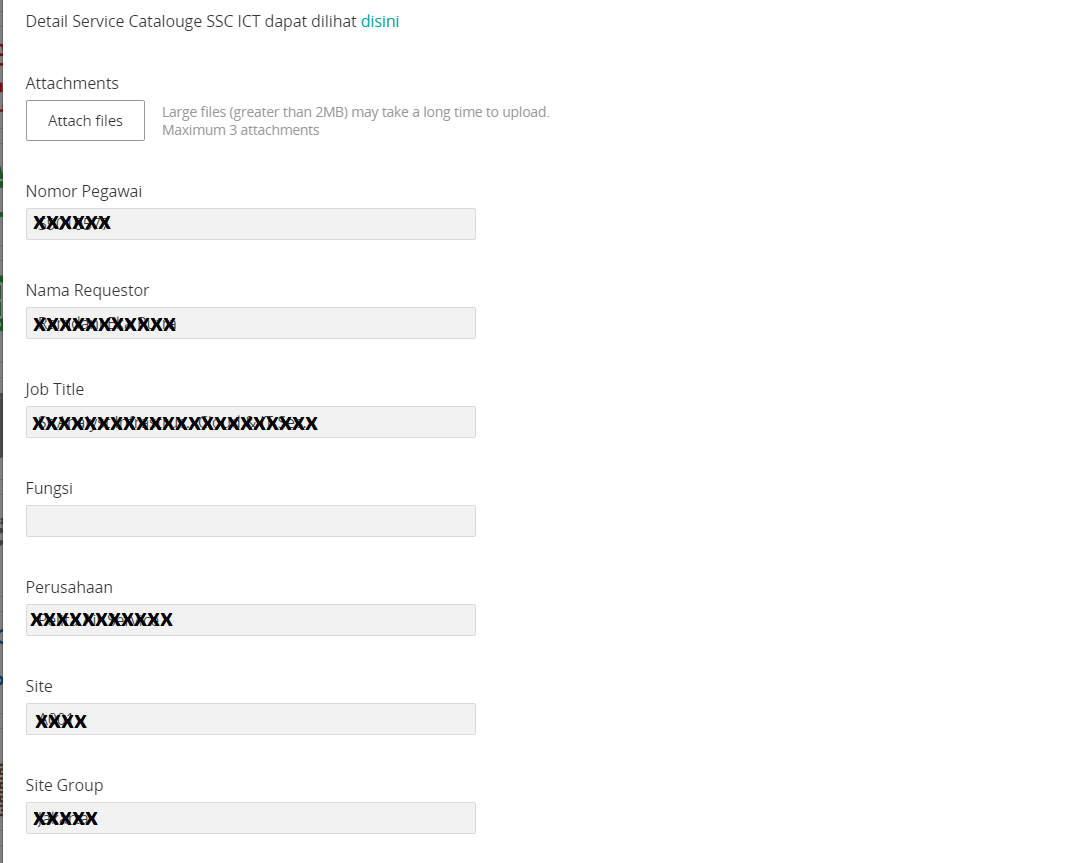 Detail Service Catalouge SSC ICT dapat dilihat disini
Attachments
Attach files
Large files (greater than 2MB) may take a long time to upload.
Maximum 3 attachments
Nomor Pegawai
XXXXXX
Nama Requestor
XXXXXXXXXXX
Job Title
XXXXXXXXXXXXXXXXXXXXXX
Fungsi
Perusahaan
XXXXXXXXXXX
Site
XXXX
Site Group
XXXXX